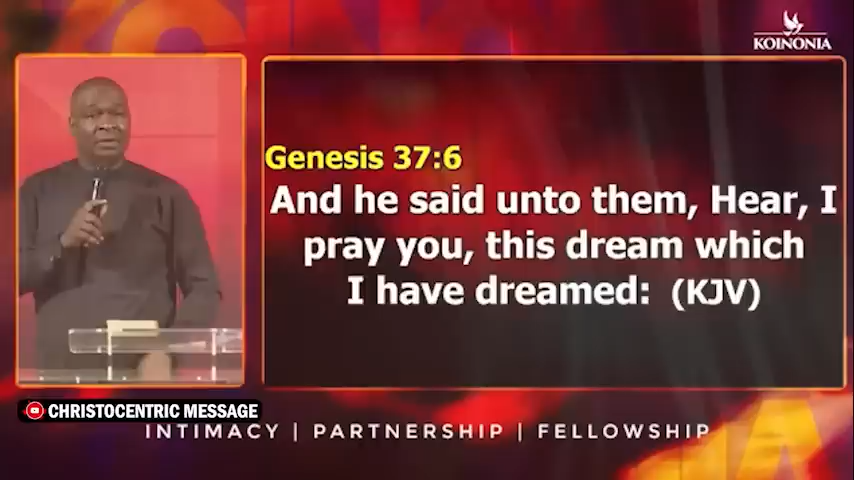 KOINONIA
Genesis 37:6
And he said unto them, Hear, I
pray you, this dream which
I have dreamed: (KJV)
CHRISTOCENTRIC MESSAGE
INTIMACY | PARTNERSHIP | FELLOWSHIP